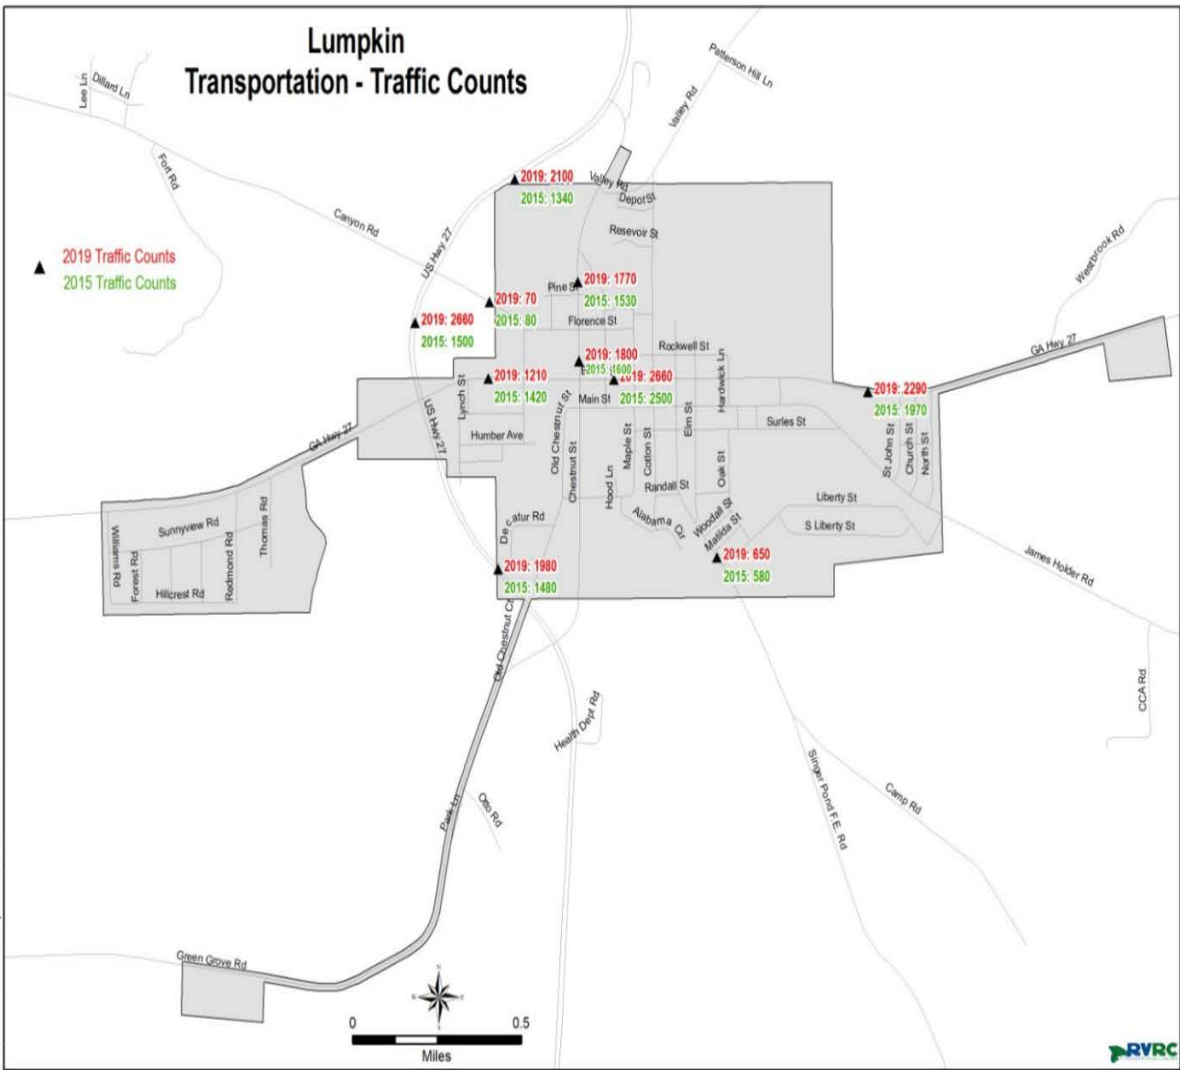 Lumpkin
Transportation - Traffic Counts
Patterson Hill Ln
Lee Ln
Dillard Ln
Valley Rd
Fort Rd
2019: 2100
2015: 1340
Valley Rd
Depot St
Canyon Rd
US Hwy 27
Resevoir St
Westbrook Rd
2019 Traffic Counts
2015 Traffic Counts
2019: 1770
2015: 1530
Pine St
2019: 70
2015: 80
2019: 2660
2015: 1500
Florence St
Rockwell St
GA Hwy 27
2019: 1800
2015: 1600
2019: 1210
2015: 1420
2019: 2660
2015: 2500
Hardwick Ln
2019: 2290
2015: 1970
Lynch St
US Hwy 27
Main St
Old Chestnut St
Chestnut St
Humber Ave
GA Hwy 27
Maple St
Cotton St
Elm St
Surles St
St John St
Church St
North St
Hood Ln
Randall St
Oak St
Alabama Cir
Woodall St
Matilda St
Liberty St
S Liberty St
Decatur Rd
Sunnyview Rd
Thomas Rd
Williams Rd
Forest Rd
Redmond Rd
Hillcrest Rd
2019: 1980
2015: 1480
2019: 650
2015: 580
James Holder Rd
Old Chestnut Ct
CCA Rd
Health Dept Rd
Singer Pond F.E. Rd
Camp Rd
Park Ln
Otto Rd
Green Grove Rd
N
W
E
S
0
0.5
Miles
RVRC